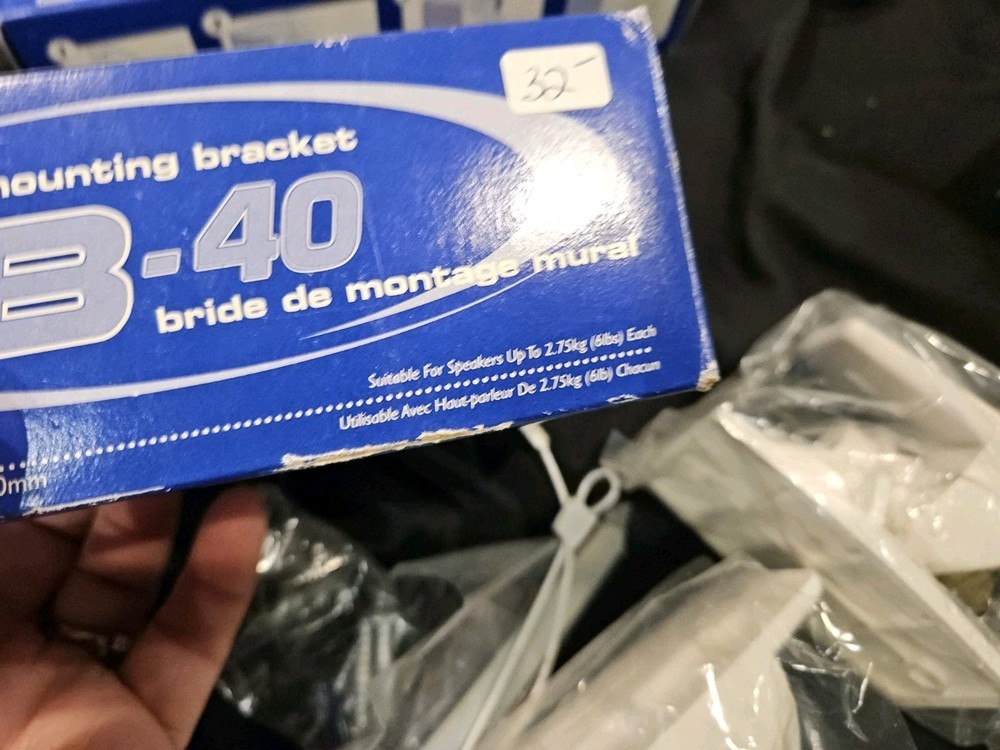 32-
mounting bracket
B-40
bride de montage mural
Suitable For Speakers Up To 2.75kg (6lbs) Each
Utilisable Avec Haut-parleur De 2.75kg (6lb) Chacun
0mm